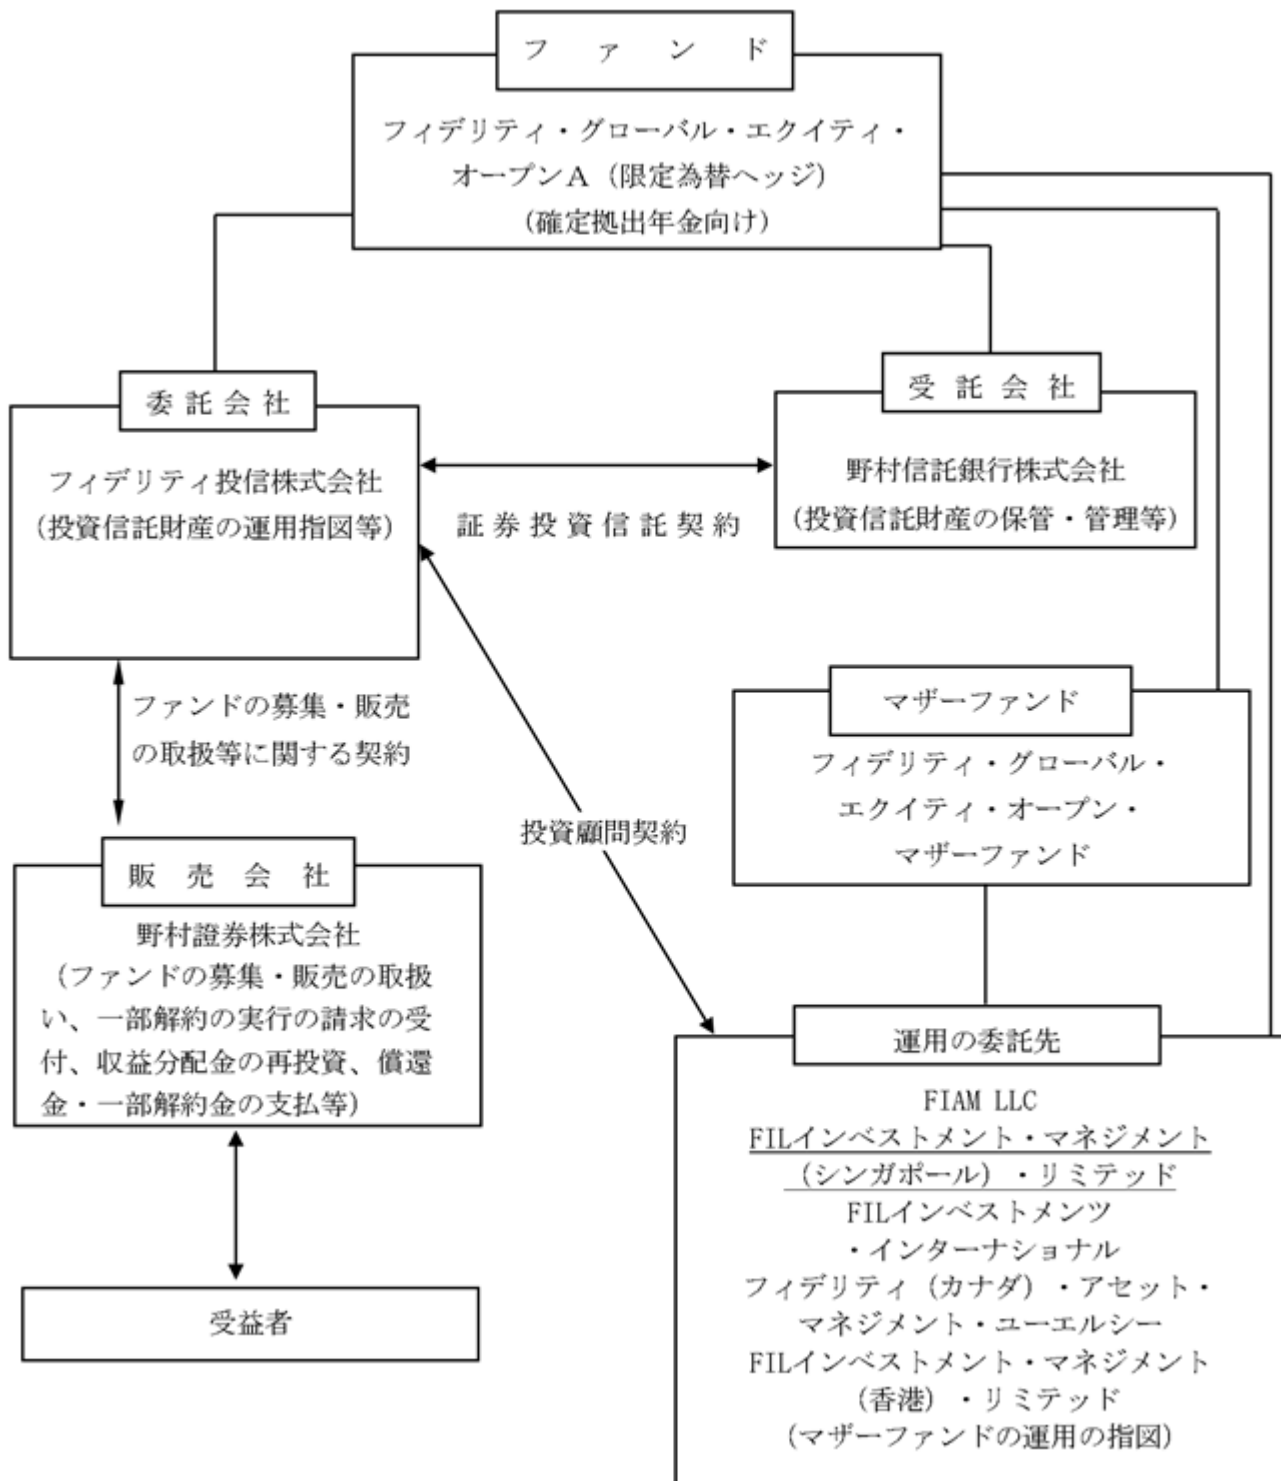 ファンド
フィデリティ・グローバル・エクイティ・
オープンA（限定為替ヘッジ）
（確定拠出年金向け）
委託会社
フィデリティ投信株式会社
（投資信託財産の運用指図等）
証券投資信託契約
受託会社
野村信託銀行株式会社
（投資信託財産の保管・管理等）
ファンドの募集・販売
の取扱等に関する契約
投資顧問契約
マザーファンド
フィデリティ・グローバル・
エクイティ・オープン・
マザーファンド
販売会社
野村證券株式会社
（ファンドの募集・販売の取扱
い、一部解約の実行の請求の受
付、収益分配金の再投資、償還
金・一部解約金の支払等）
受益者
運用の委託先
FIAM LLC
FILインベストメント・マネジメント
（シンガポール）・リミテッド
FILインベストメンツ
・インターナショナル
フィデリティ（カナダ）・アセット・
マネジメント・ユーエルシー
FILインベストメント・マネジメント
（香港）・リミテッド
（マザーファンドの運用の指図）